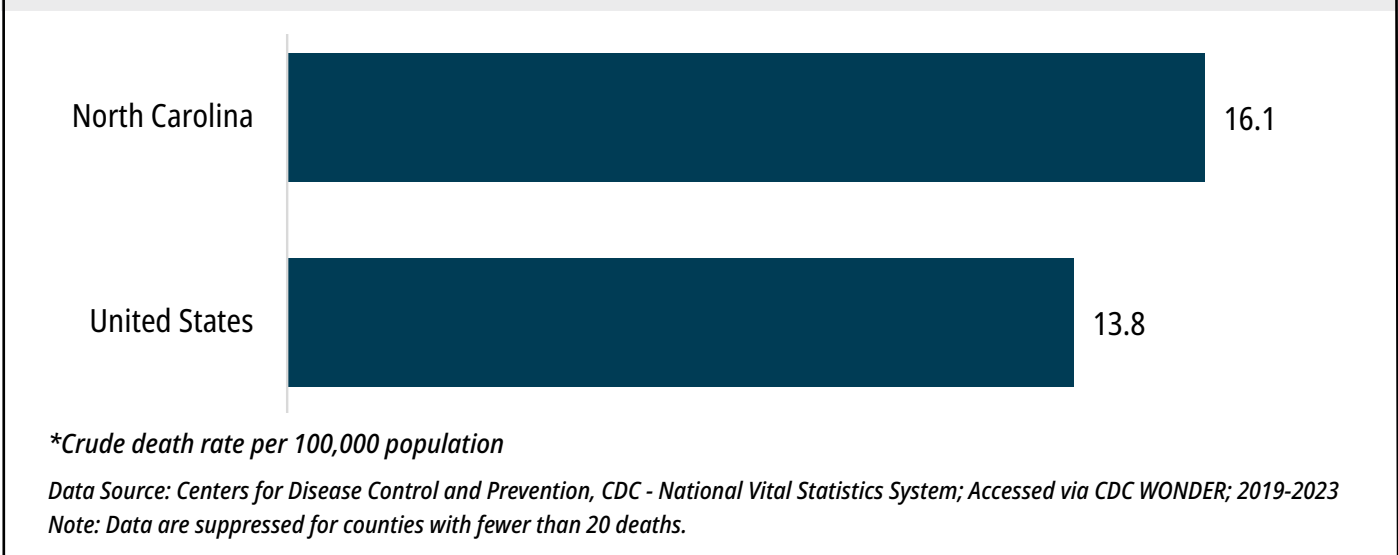 North Carolina
16.1
United States
13.8
*Crude death rate per 100,000 population
Data Source: Centers for Disease Control and Prevention, CDC - National Vital Statistics System; Accessed via CDC WONDER; 2019-2023
Note: Data are suppressed for counties with fewer than 20 deaths.